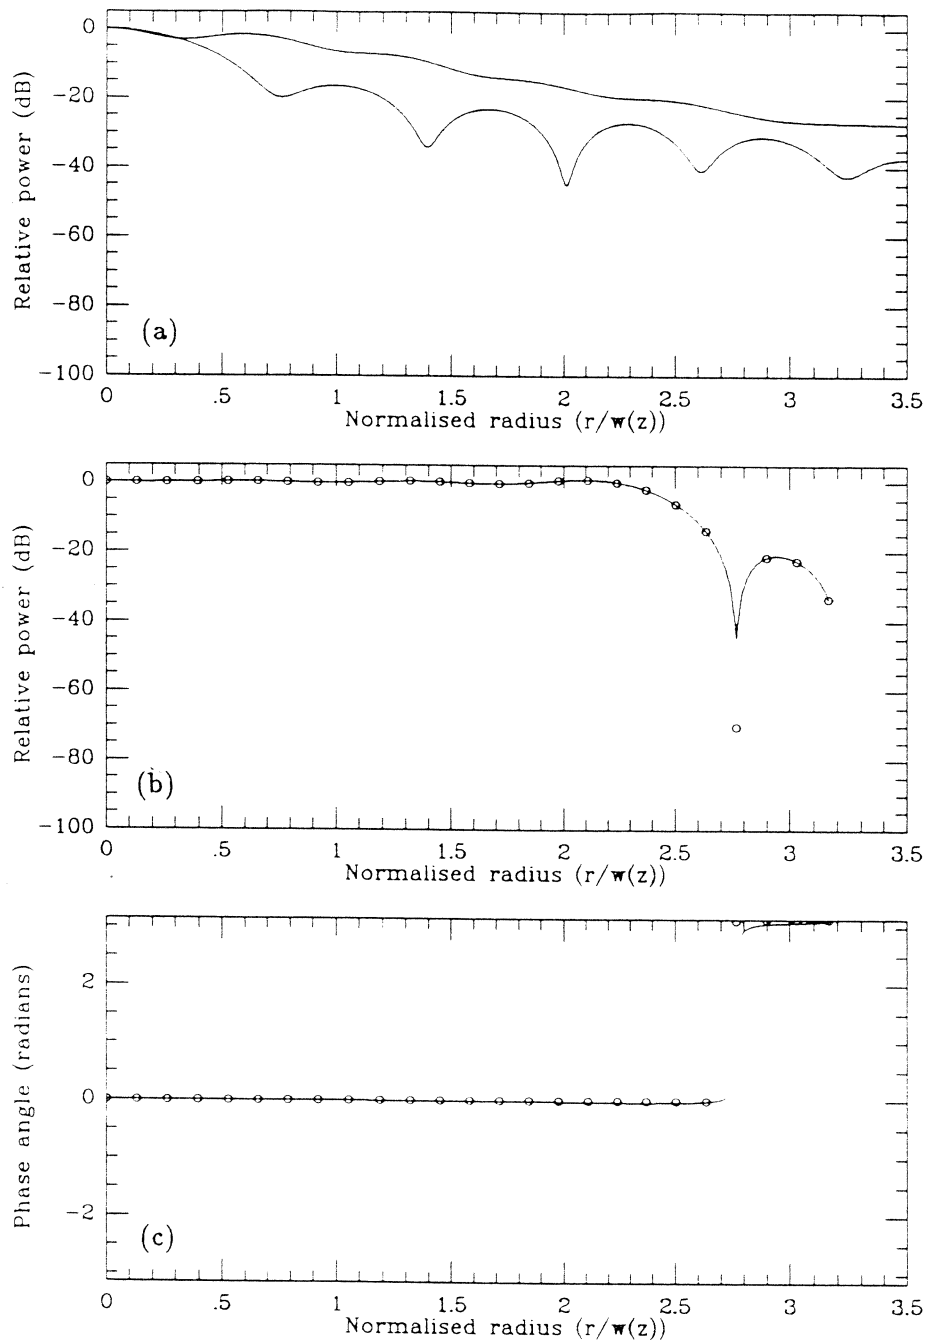 0
−20
−40
−60
−80
−100
Relative power (dB)
(a)
0 .5 1 1.5 2 2.5 3 3.5
Normalised radius (r/w(z))
0
−20
−40
−60
−80
−100
Relative power (dB)
(b)
0 .5 1 1.5 2 2.5 3 3.5
Normalised radius (r/w(z))
2
0
−2
Phase angle (radians)
(c)
0 .5 1 1.5 2 2.5 3 3.5
Normalised radius (r/w(z))